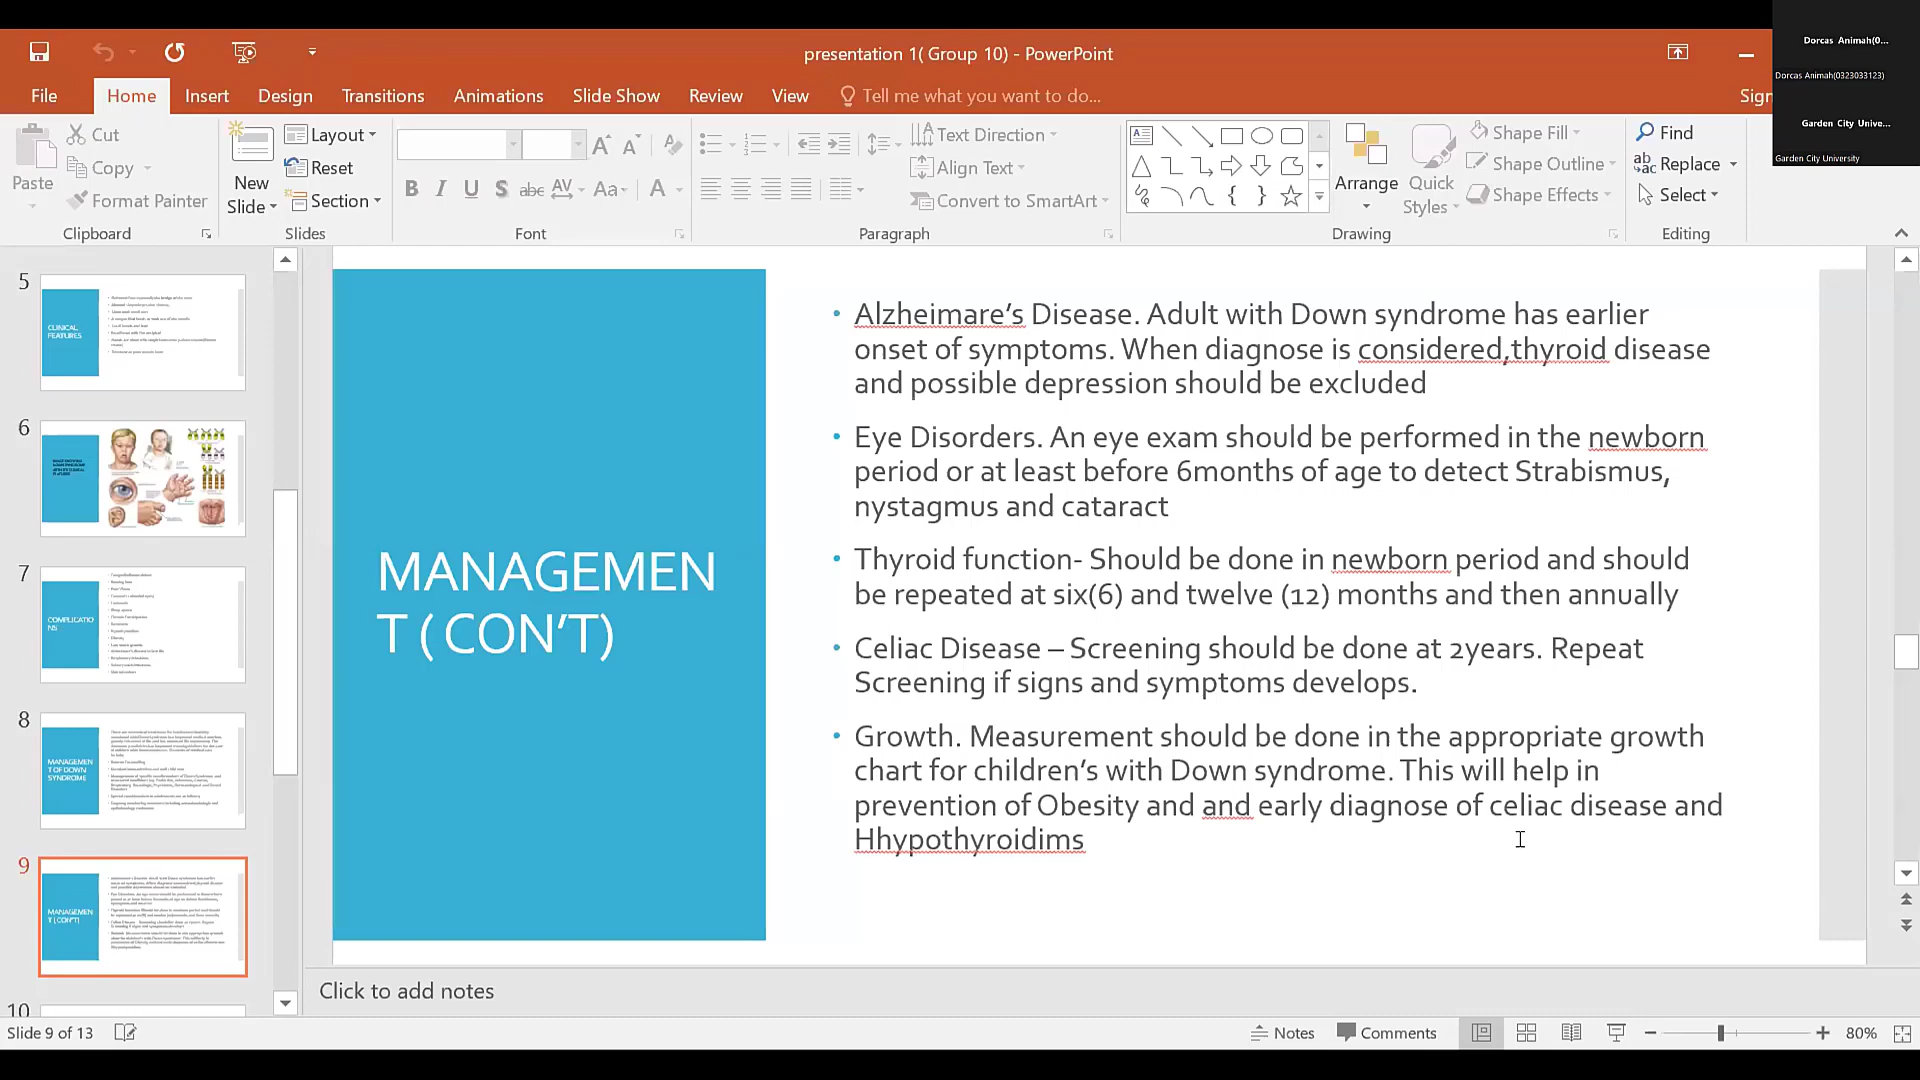 presentation 1( Group 10) - PowerPoint
Dorcas Animah(0...
Dorcas Animah(0323033123)
Garden City Unive...
Garden City University
File Home Insert Design Transitions Animations Slide Show Review View Tell me what you want to do... Sign
Cut
Copy
Format Painter
Paste
Clipboard
New
Slide
Layout
Reset
Section
Slides
B I U S abc AV Aa A
Font
Text Direction
Align Text
Convert to SmartArt
Paragraph
Arrange
Quick
Styles
Shape Fill
Shape Outline
Shape Effects
Drawing
Find
Replace
Select
Editing
5
CLINICAL
FEATURES
6
7
COMPLICATIO
NS
8
MANAGEMEN
T OF DOWN
SYNDROME
9
MANAGEMEN
T ( CON'T)
10
MANAGEMEN
T ( CON'T)
• Alzheimare's Disease. Adult with Down syndrome has earlier
onset of symptoms. When diagnose is considered,thyroid disease
and possible depression should be excluded
• Eye Disorders. An eye exam should be performed in the newborn
period or at least before 6months of age to detect Strabismus,
nystagmus and cataract
• Thyroid function- Should be done in newborn period and should
be repeated at six(6) and twelve (12) months and then annually
• Celiac Disease – Screening should be done at 2years. Repeat
Screening if signs and symptoms develops.
• Growth. Measurement should be done in the appropriate growth
chart for children's with Down syndrome. This will help in
prevention of Obesity and and early diagnose of celiac disease and
Hhypothyroidims
Click to add notes
Slide 9 of 13
Notes
Comments
80%